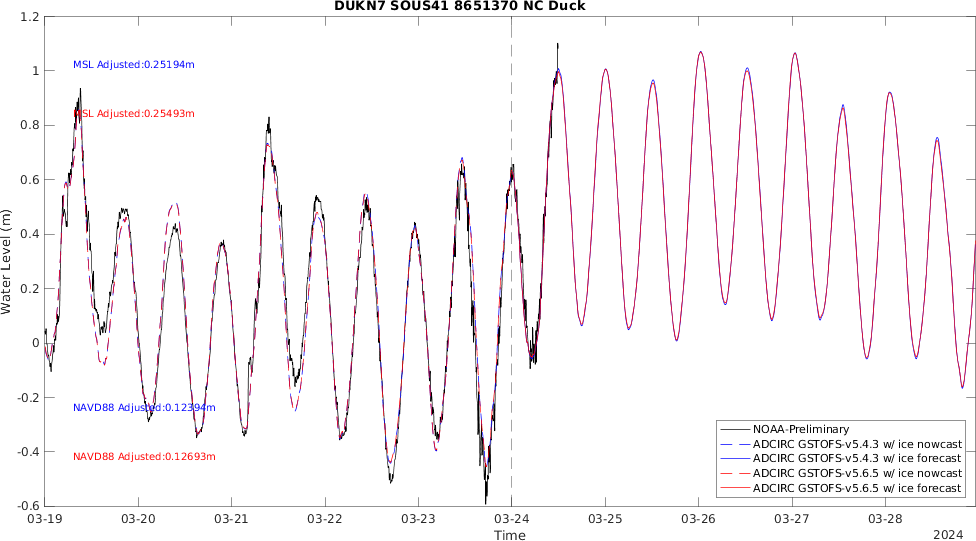 DUKN7 SOUS41 8651370 NC Duck
1.2
1
0.8
0.6
0.4
0.2
0
-0.2
-0.4
-0.6
Water Level (m)
MSL Adjusted:0.25194m
MSL Adjusted:0.25493m
NAVD88 Adjusted:0.12394m
NAVD88 Adjusted:0.12693m
NOAA-Preliminary
ADCIRC GSTOFS-v5.4.3 w/ ice nowcast
ADCIRC GSTOFS-v5.4.3 w/ ice forecast
ADCIRC GSTOFS-v5.6.5 w/ ice nowcast
ADCIRC GSTOFS-v5.6.5 w/ ice forecast
03-19 03-20 03-21 03-22 03-23 03-24 03-25 03-26 03-27 03-28
Time
2024